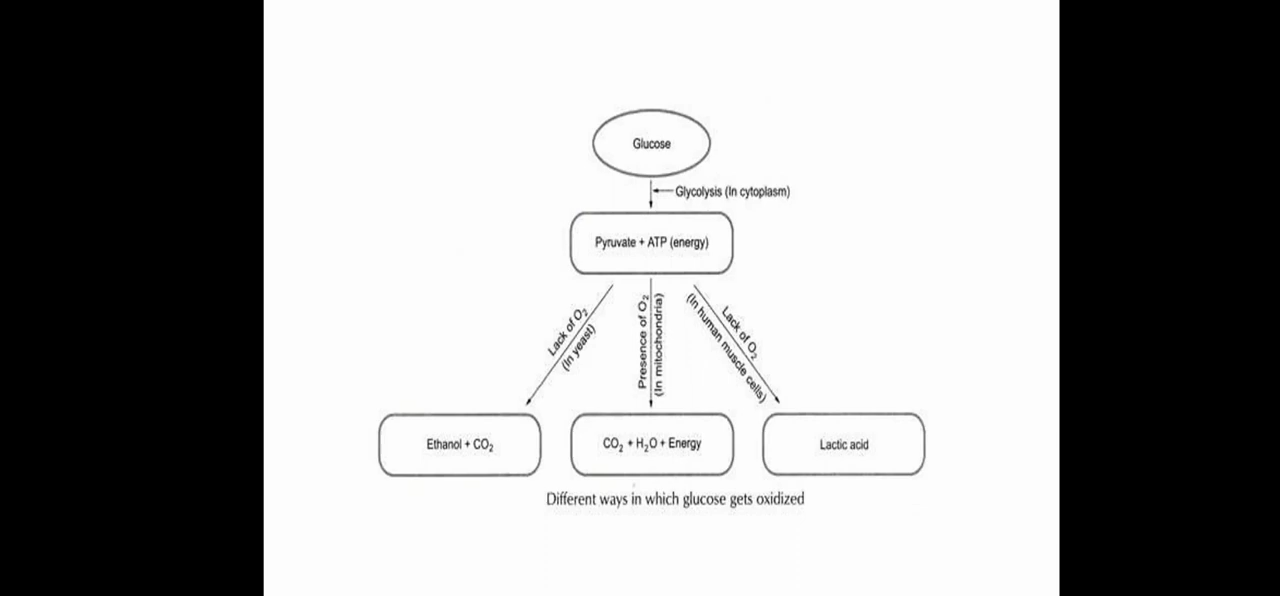 Glucose
Glycolysis (In cytoplasm)
Pyruvate + ATP (energy)
Lack of O₂
(In yeast)
Presence of O₂
(In mitochondria)
Lack of O₂
(In human muscle cells)
Ethanol + CO₂
CO₂ + H₂O + Energy
Lactic acid
Different ways in which glucose gets oxidized